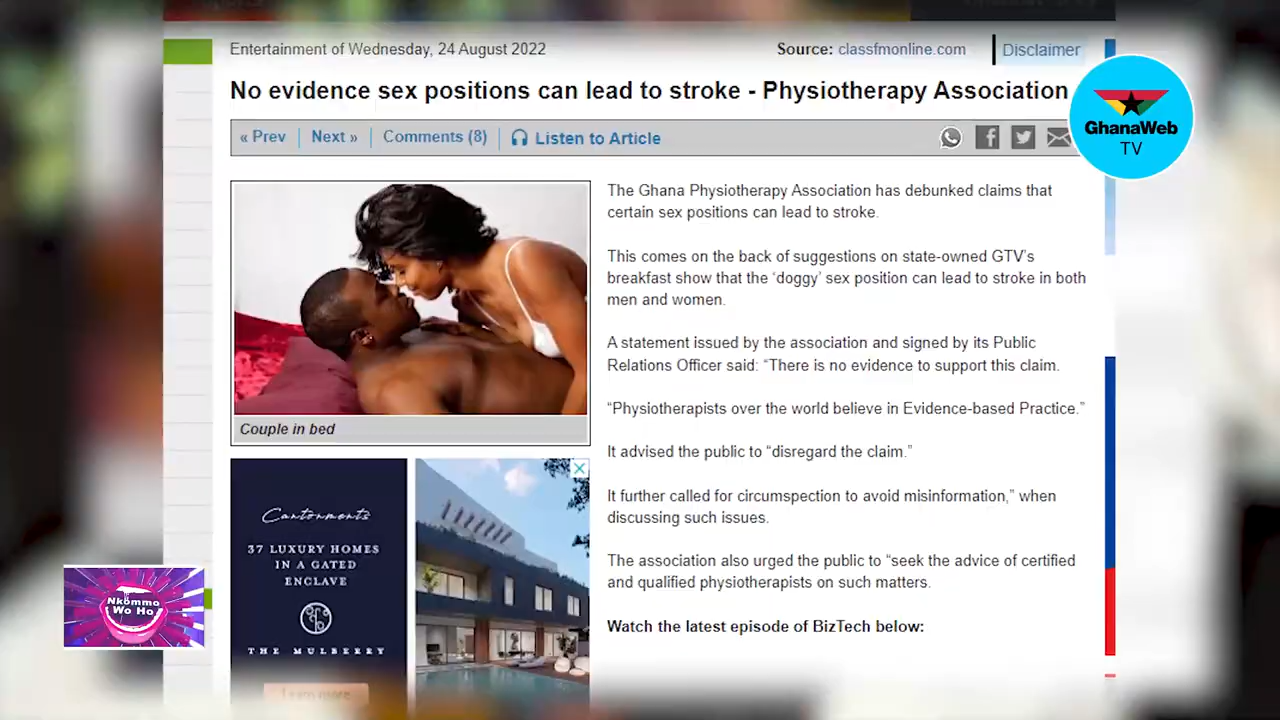 Entertainment of Wednesday, 24 August 2022
Source: classfmonline.com
Disclaimer
No evidence sex positions can lead to stroke - Physiotherapy Association
« Prev
Next »
Comments (8)
Listen to Article
GhanaWeb
TV
The Ghana Physiotherapy Association has debunked claims that
certain sex positions can lead to stroke.
This comes on the back of suggestions on state-owned GTV's
breakfast show that the ‘doggy’ sex position can lead to stroke in both
men and women.
A statement issued by the association and signed by its Public
Relations Officer said: “There is no evidence to support this claim.
“Physiotherapists over the world believe in Evidence-based Practice.”
It advised the public to “disregard the claim.”
It further called for circumspection to avoid misinformation,” when
discussing such issues.
The association also urged the public to “seek the advice of certified
and qualified physiotherapists on such matters.
Watch the latest episode of BizTech below:
Couple in bed
Cantonments
37 LUXURY HOMES
IN A GATED
ENCLAVE
THE MULBERRY
Learn more
Nkommo
Wo Ho